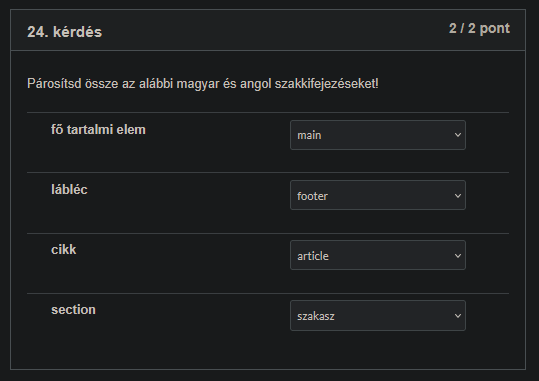 24. kérdés
2 / 2 pont
Párosítsd össze az alábbi magyar és angol szakkifejezéseket!
fő tartalmi elem
main
lábléc
footer
cikk
article
section
szakasz